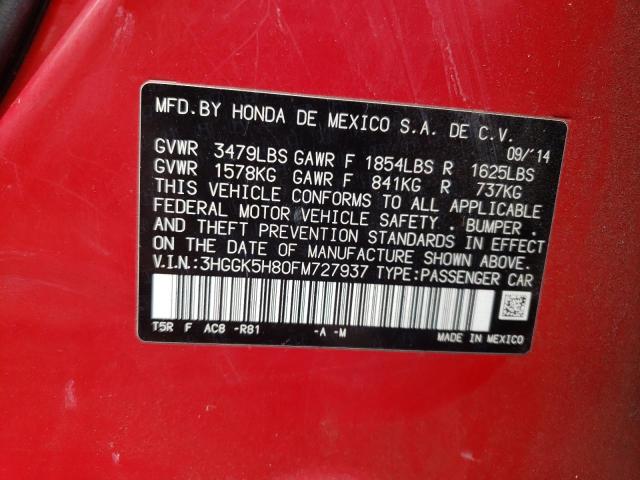 MFD.BY HONDA DE MEXICO S.A. DE C.V.
09/'14
GVWR 3479LBS GAWR F 1854LBS R 1625LBS
GVWR 1578KG GAWR F 841KG R 737KG
THIS VEHICLE CONFORMS TO ALL APPLICABLE
FEDERAL MOTOR VEHICLE SAFETY , BUMPER ,
AND THEFT PREVENTION STANDARDS IN EFFECT
ON THE DATE OF MANUFACTURE SHOWN ABOVE.
V.I.N.:3HGGK5H80FM727937 TYPE:PASSENGER CAR
T5R F AC8 -R81 -A -M
MADE IN MEXICO